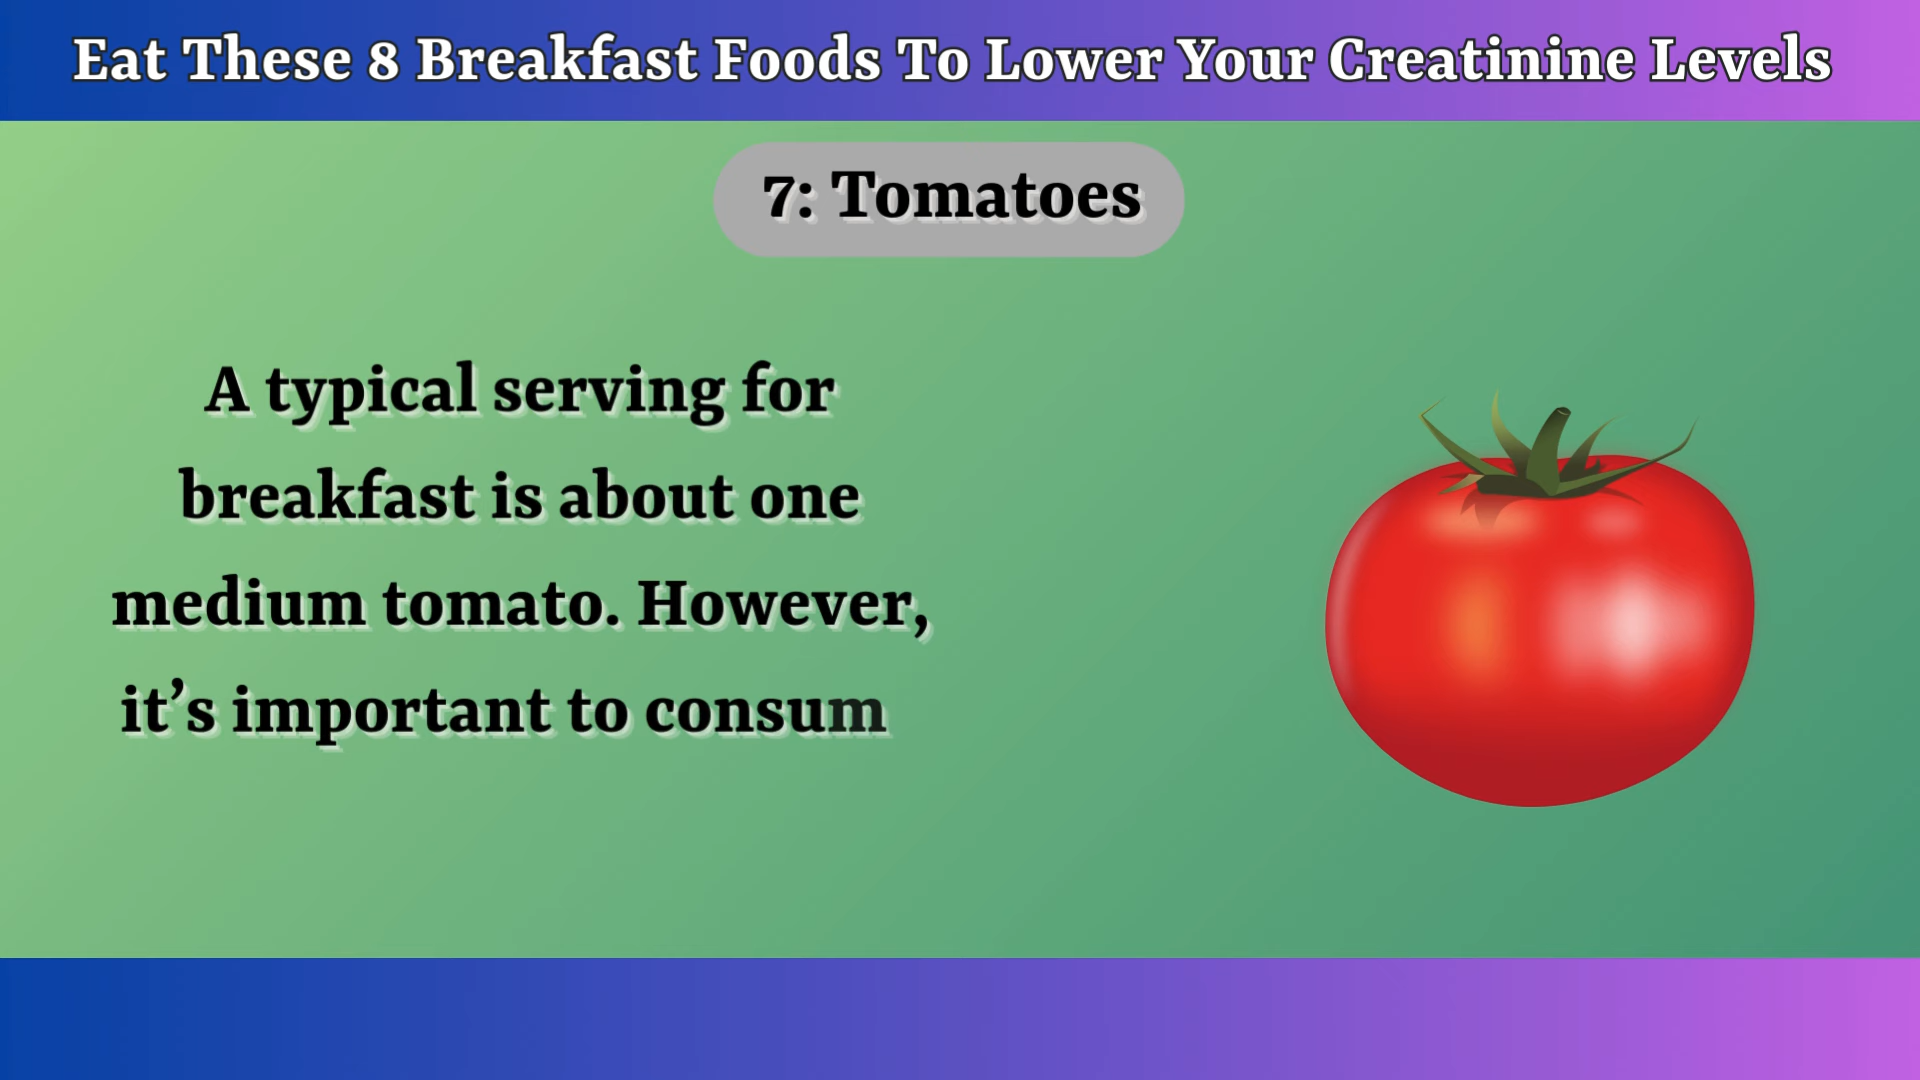 Eat These 8 Breakfast Foods To Lower Your Creatinine Levels
7: Tomatoes
A typical serving for
breakfast is about one
medium tomato. However,
it’s important to consum